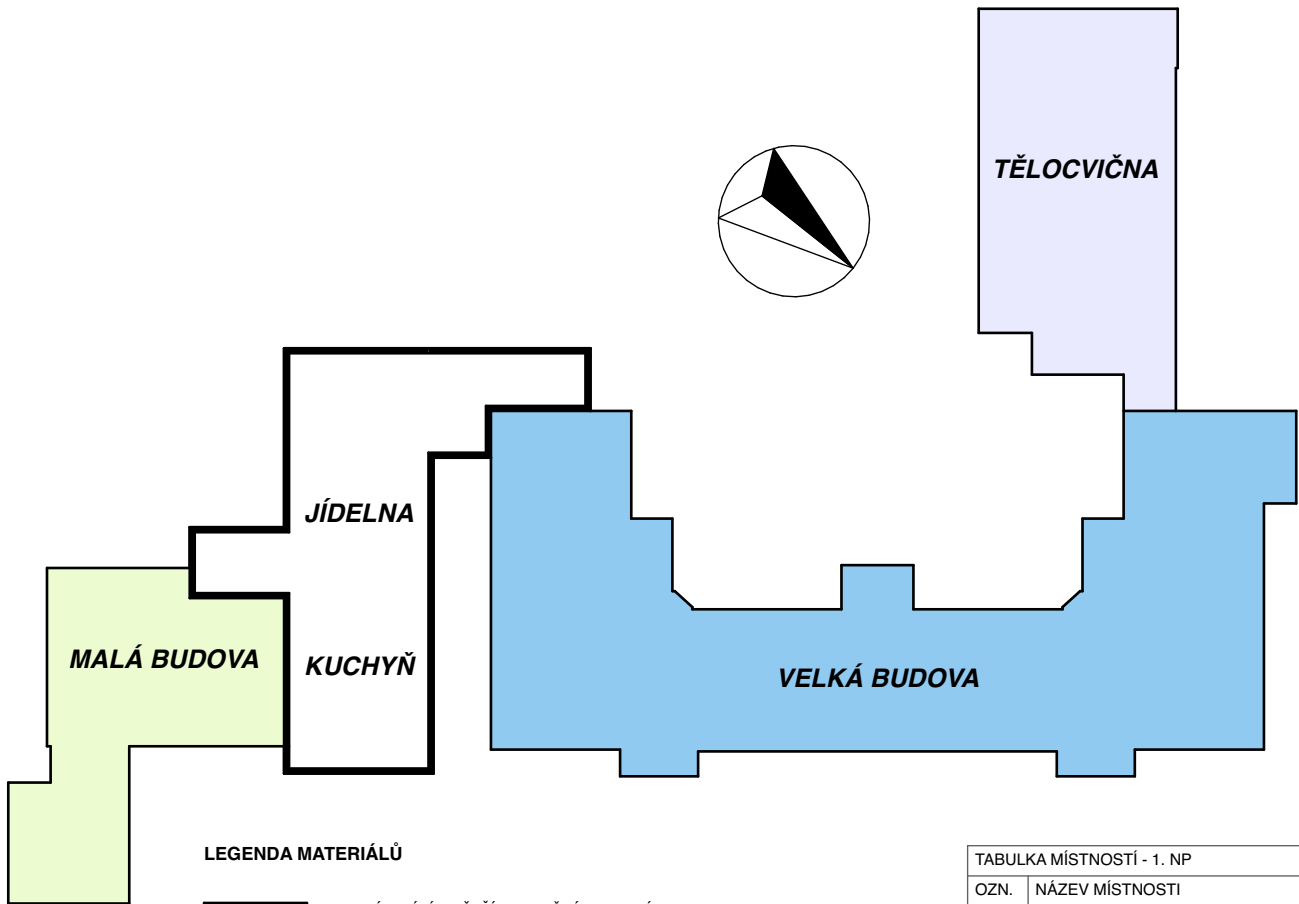 TĚLOCVIČNA
JÍDELNA
MALÁ BUDOVA
KUCHYŇ
VELKÁ BUDOVA
LEGENDA MATERIÁLŮ
TABULKA MÍSTNOSTÍ - 1. NP
OZN. NÁZEV MÍSTNOSTI